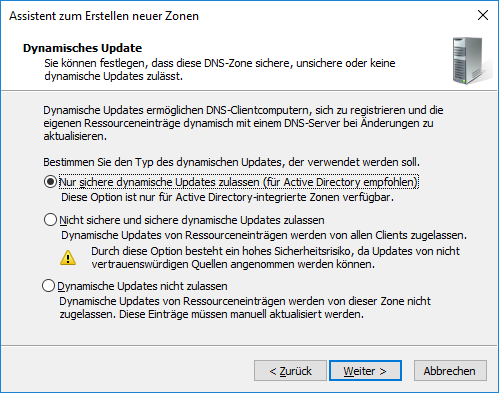 Assistent zum Erstellen neuer Zonen
Dynamisches Update
Sie können festlegen, dass diese DNS-Zone sichere, unsichere oder keine
dynamische Updates zulässt.
Dynamische Updates ermöglichen DNS-Clientcomputern, sich zu registrieren und die
eigenen Ressourceneinträge dynamisch mit einem DNS-Server bei Änderungen zu
aktualisieren.
Bestimmen Sie den Typ des dynamischen Updates, der verwendet werden soll.
Nur sichere dynamische Updates zulassen (für Active Directory empfohlen)
Diese Option ist nur für Active Directory-integrierte Zonen verfügbar.
Nicht sichere und sichere dynamische Updates zulassen
Dynamische Updates von Ressourceneinträgen werden von allen Clients zugelassen.
Durch diese Option besteht ein hohes Sicherheitsrisiko, da Updates von nicht
vertrauenswürdigen Quellen angenommen werden können.
Dynamische Updates nicht zulassen
Dynamische Updates von Ressourceneinträgen werden von dieser Zone nicht
zugelassen. Diese Einträge müssen manuell aktualisiert werden.
< Zurück
Weiter >
Abbrechen